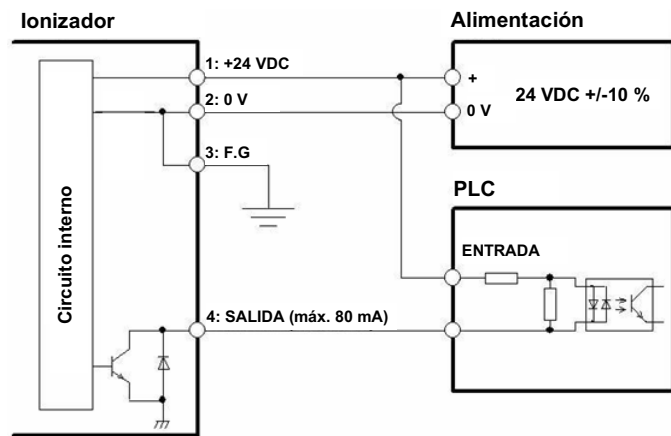 Ionizador
Alimentación
1: +24 VDC
+
24 VDC +/-10 %
2: 0 V
0 V
3: F.G
PLC
Circuito interno
ENTRADA
4: SALIDA (máx. 80 mA)